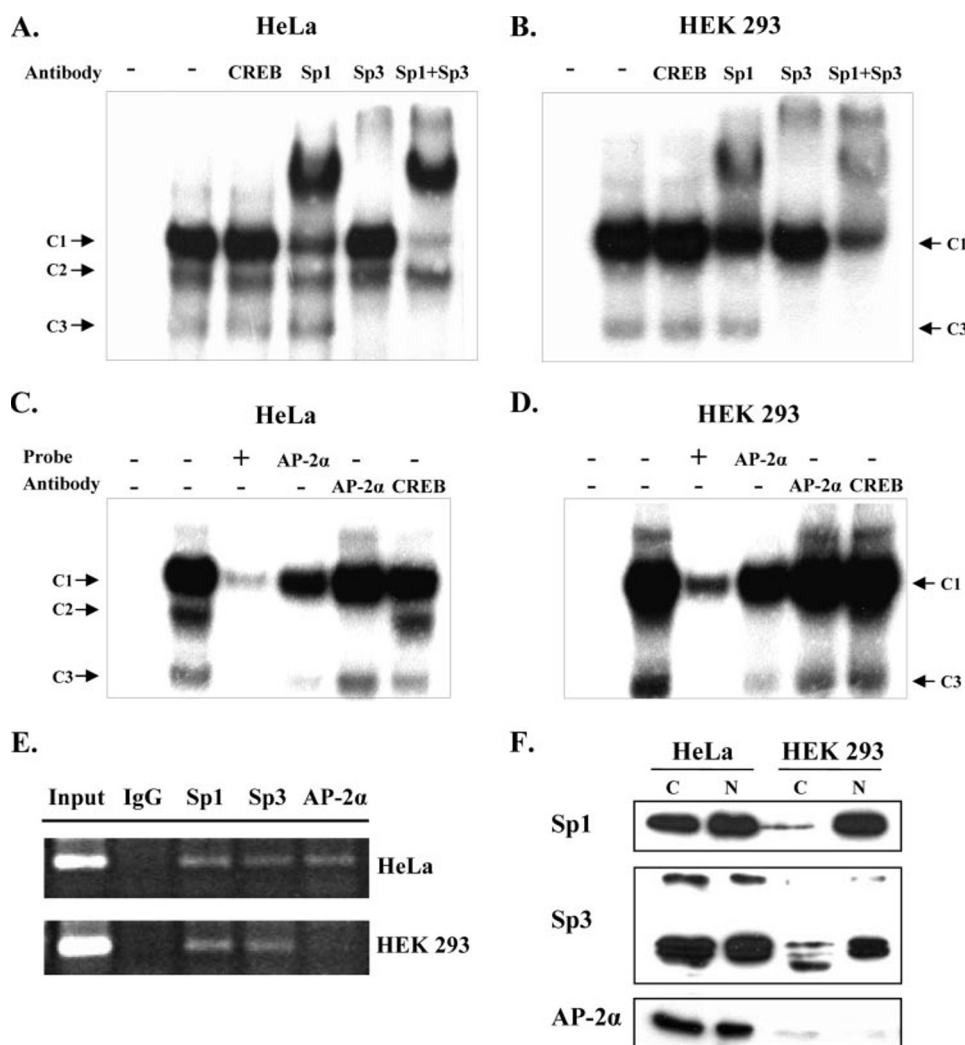 A.
HeLa
Antibody - - CREB Sp1 Sp3 Sp1+Sp3
C1
C2
C3
B.
HEK 293
- - CREB Sp1 Sp3 Sp1+Sp3
C1
C3
C.
HeLa
Probe - - + AP-2α - -
Antibody - - - - AP-2α CREB
C1
C2
C3
D.
HEK 293
- - + AP-2α - -
- - - - AP-2α CREB
C1
C3
E.
Input IgG Sp1 Sp3 AP-2α
HeLa
HEK 293
F.
HeLa HEK 293
C N C N
Sp1
Sp3
AP-2α